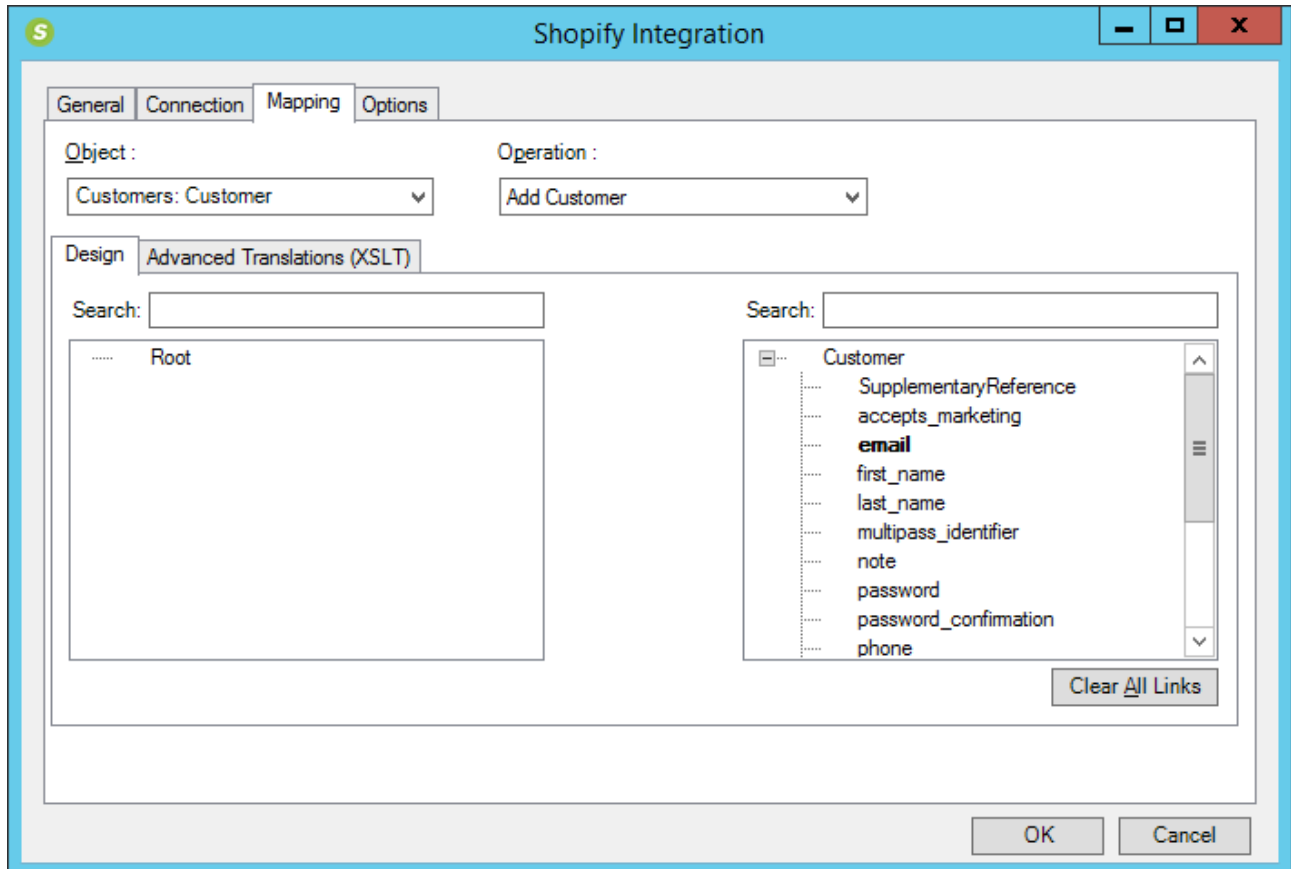 S Shopify Integration X
General Connection Mapping Options
Object : Operation :
Customers: Customer Add Customer
Design Advanced Translations (XSLT)
Search: Search:
Root Customer
SupplementaryReference
accepts_marketing
email
first_name
last_name
multipass_identifier
note
password
password_confirmation
phone
Clear All Links
OK Cancel